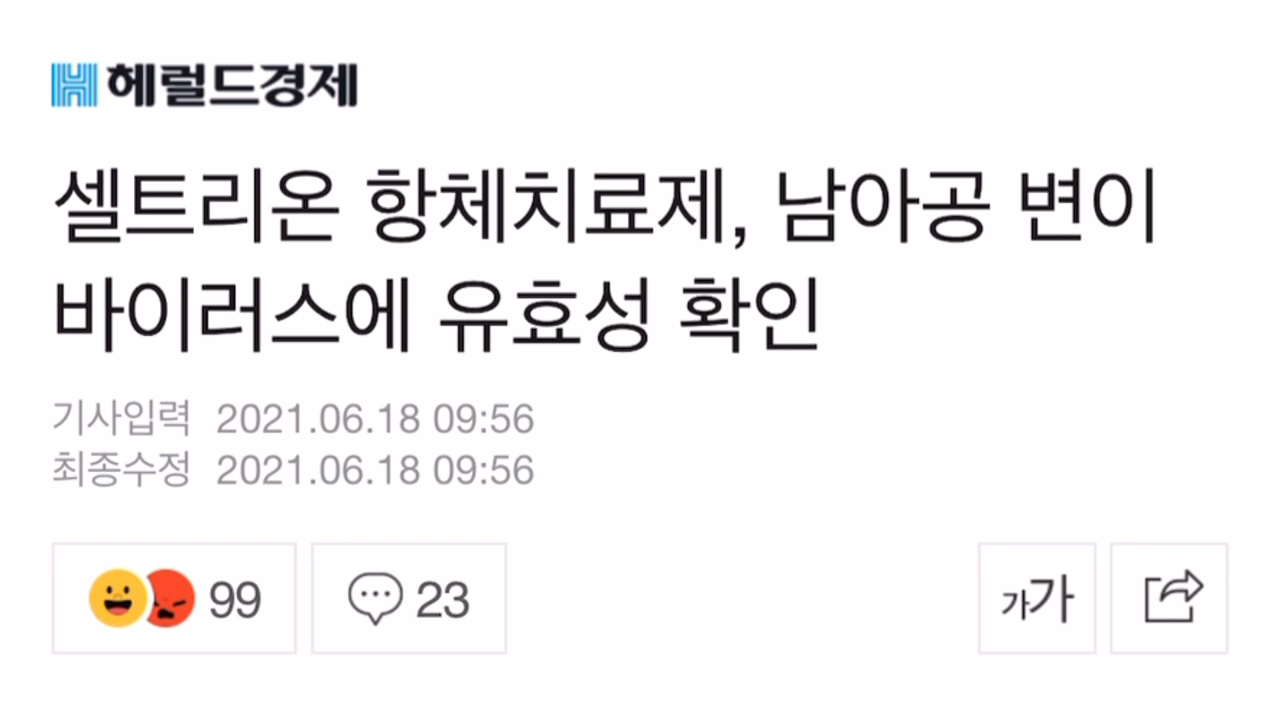 헤럴드경제
셀트리온 항체치료제, 남아공 변이
바이러스에 유효성 확인
기사입력 2021.06.18 09:56
최종수정 2021.06.18 09:56
99 23 가가